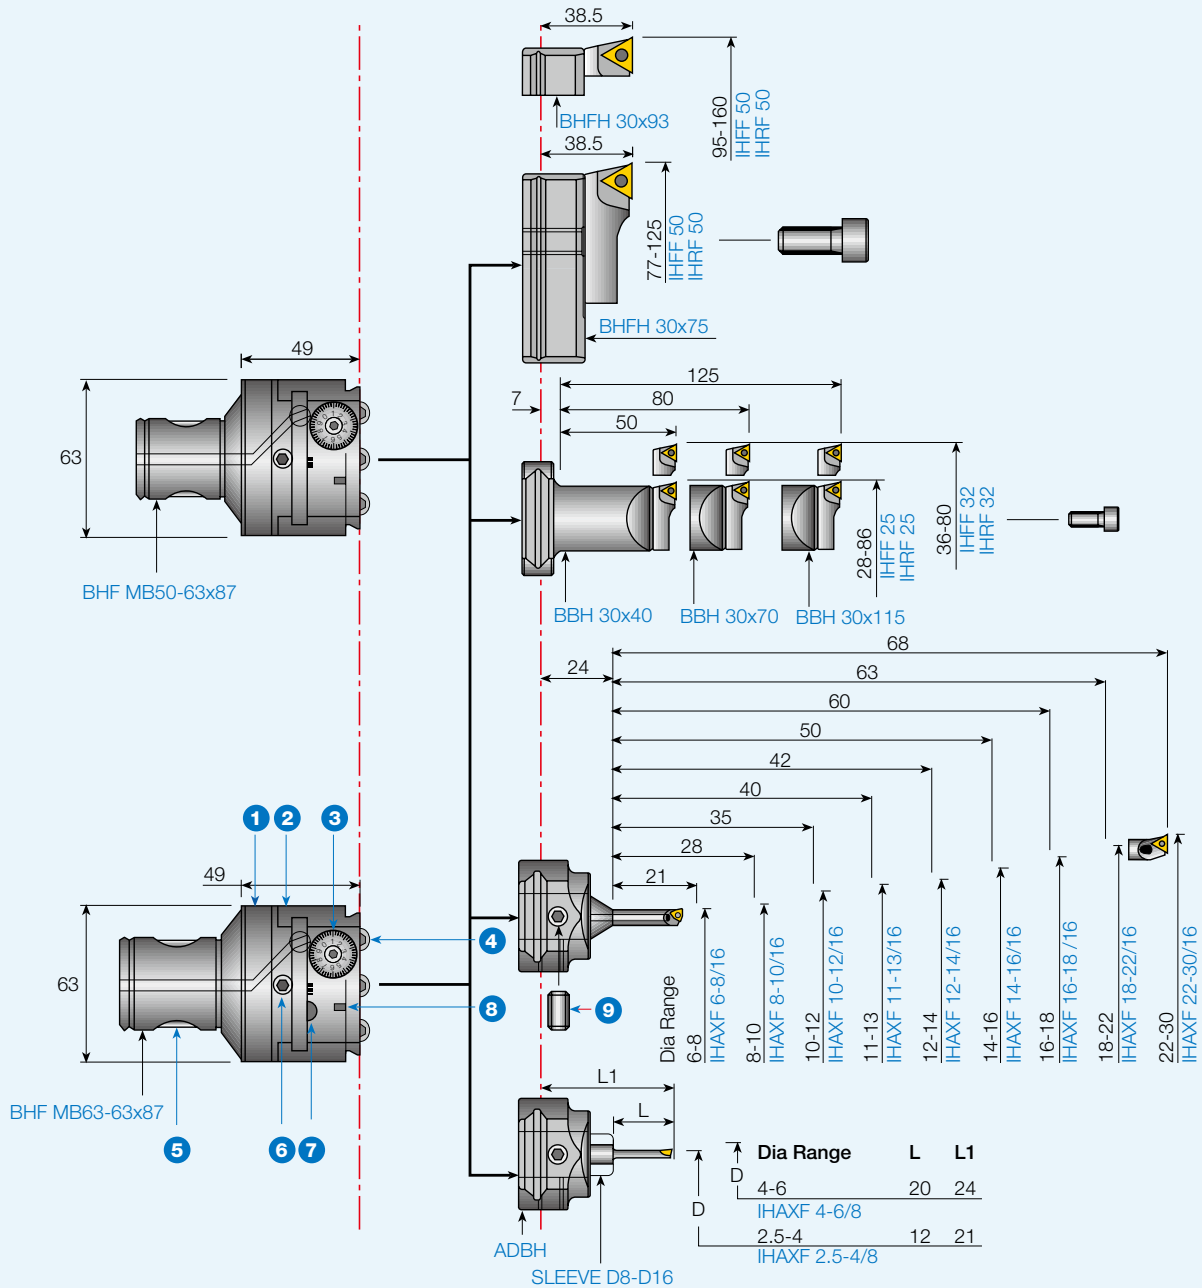 38.5
BHFH 30x93
95-160
IHFF 50
IHRF 50
38.5
77-125
IHFF 50
IHRF 50
BHFH 30x75
49
63
BHF MB50-63x87
125
7
80
50
28-86
IHFF 25
IHRF 25
36-80
IHFF 32
IHRF 32
BBH 30x40
BBH 30x70
BBH 30x115
68
24
63
60
50
42
40
35
28
21
1
2
3
49
63
4
8
9
BHF MB63-63x87
5
6
7
Dia Range
6-8
IHAXF 6-8/16
8-10
IHAXF 8-10/16
10-12
IHAXF 10-12/16
11-13
IHAXF 11-13/16
12-14
IHAXF 12-14/16
14-16
IHAXF 14-16/16
16-18
IHAXF 16-18 /16
18-22
IHAXF 18-22/16
22-30
IHAXF 22-30/16
L1
L
D
D
Dia Range L L1
4-6 20 24
IHAXF 4-6/8
2.5-4 12 21
IHAXF 2.5-4/8
ADBH
SLEEVE D8-D16